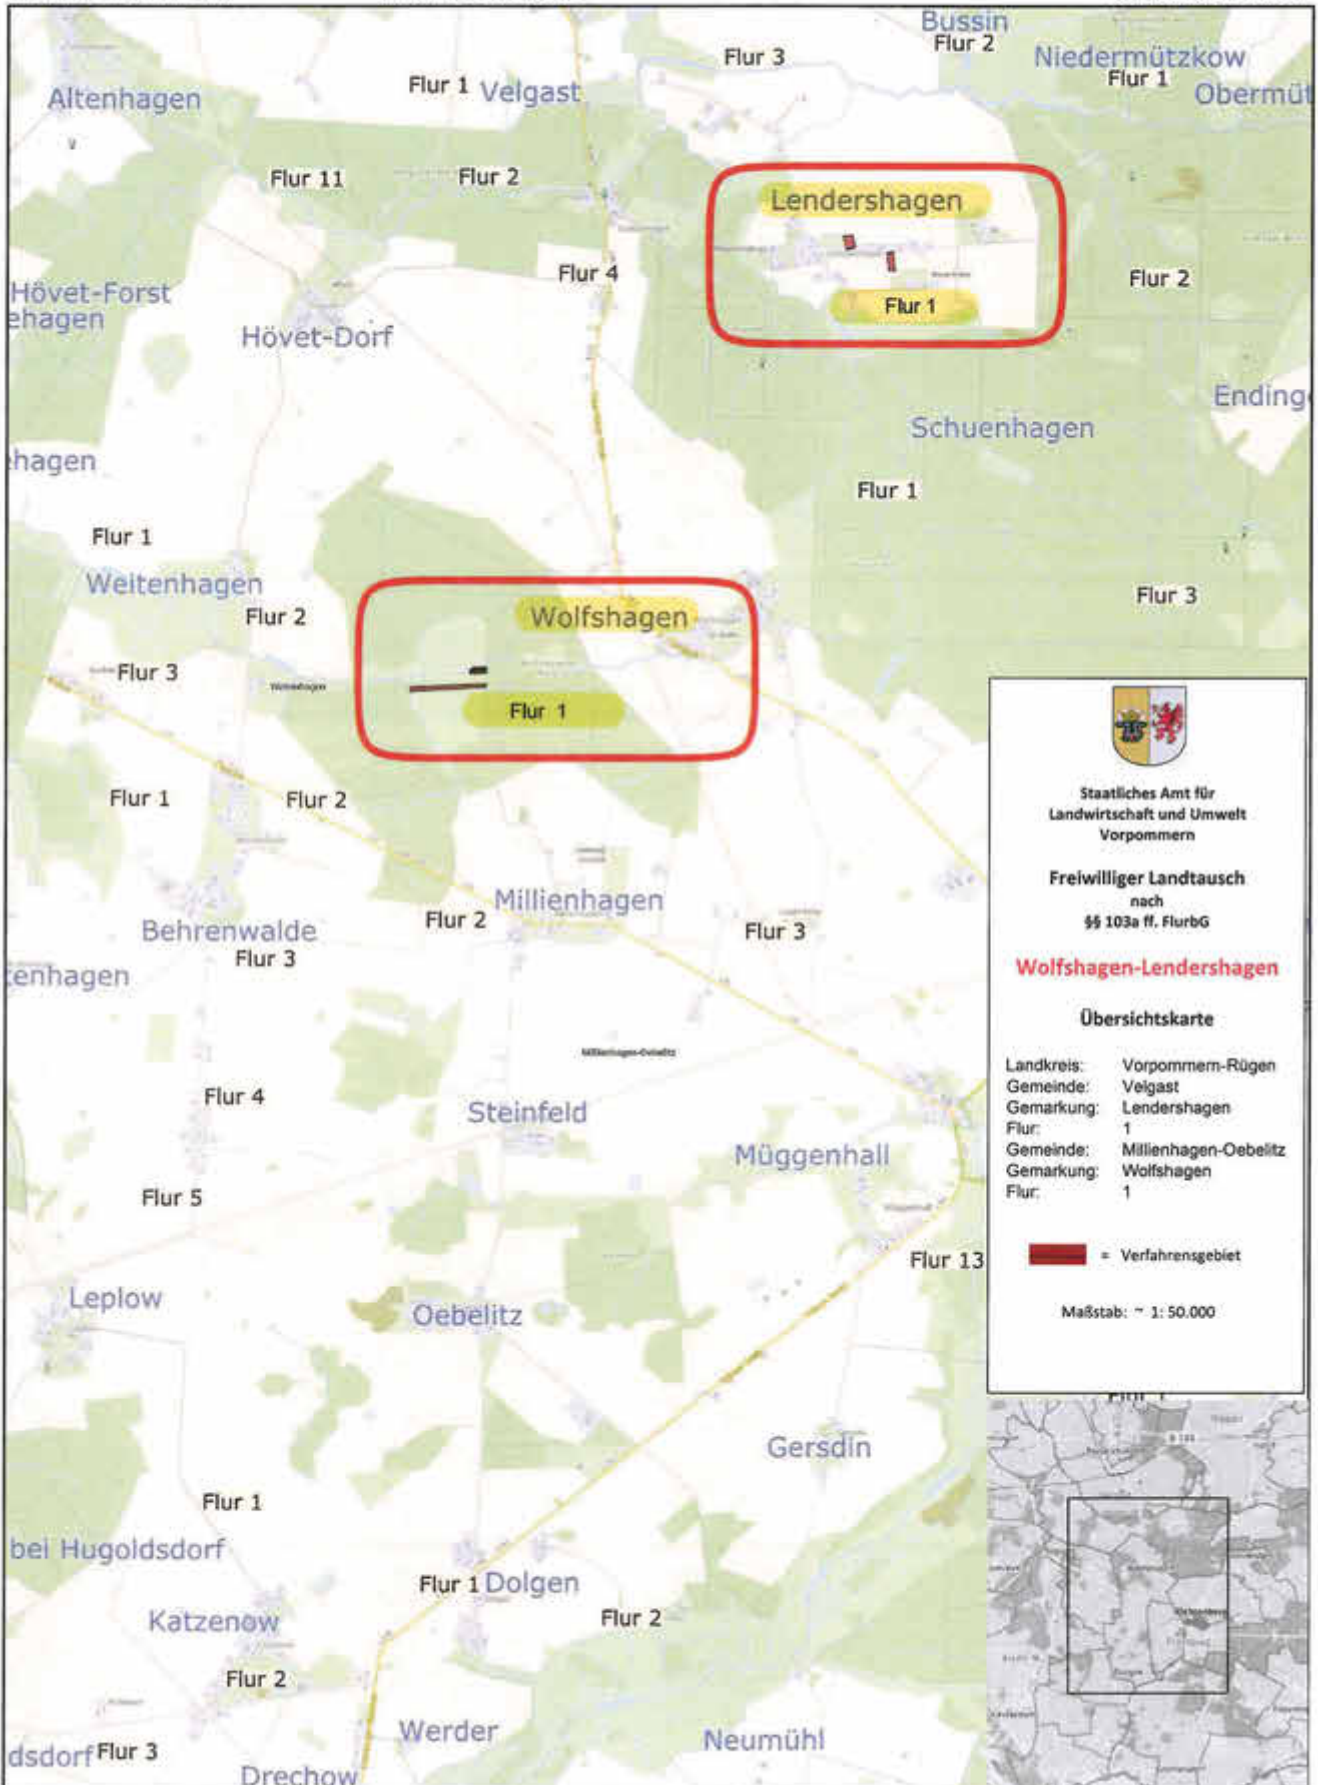 Bussin
Flur 2
Flur 3
Niedermützkow
Flur 1
Flur 1 Velgast
Obermüt
Altenhagen
Flur 11
Flur 2
Lendershagen
Flur 4
Flur 2
Hövet-Forst
ehagen
Flur 1
Hövet-Dorf
Ending
Schuenhagen
hagen
Flur 1
Flur 1
Weitenhagen
Flur 2
Wolfshagen
Flur 3
Flur 3
Weitenhagen
Flur 1
Flur 1
Flur 2
Millienhagen
Flur 2
Flur 3
Behrenwalde
Flur 3
tenhagen
Millienhagen-Oebelitz
Flur 4
Steinfeld
Müggenhall
Flur 5
Flur 13
Leplow
Oebelitz
Gersdin
Flur 1
bei Hugoldsdorf
Flur 1 Dolgen
Katzenow
Flur 2
Flur 2
Werder
Neumühl
dsdorf Flur 3
Drechow
Staatliches Amt für
Landwirtschaft und Umwelt
Vorpommern
Freiwilliger Landtausch
nach
§§ 103a ff. FlurbG
Wolfshagen-Lendershagen
Übersichtskarte
Landkreis: Vorpommern-Rügen
Gemeinde: Velgast
Gemarkung: Lendershagen
Flur: 1
Gemeinde: Millienhagen-Oebelitz
Gemarkung: Wolfshagen
Flur: 1
= Verfahrensgebiet
Maßstab: ~ 1: 50.000